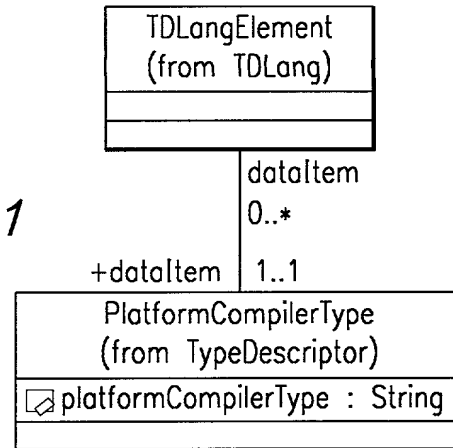 TDLangElement
(from TDLang)
dataItem
0..*
1
+dataItem 1..1
PlatformCompilerType
(from TypeDescriptor)
platformCompilerType : String